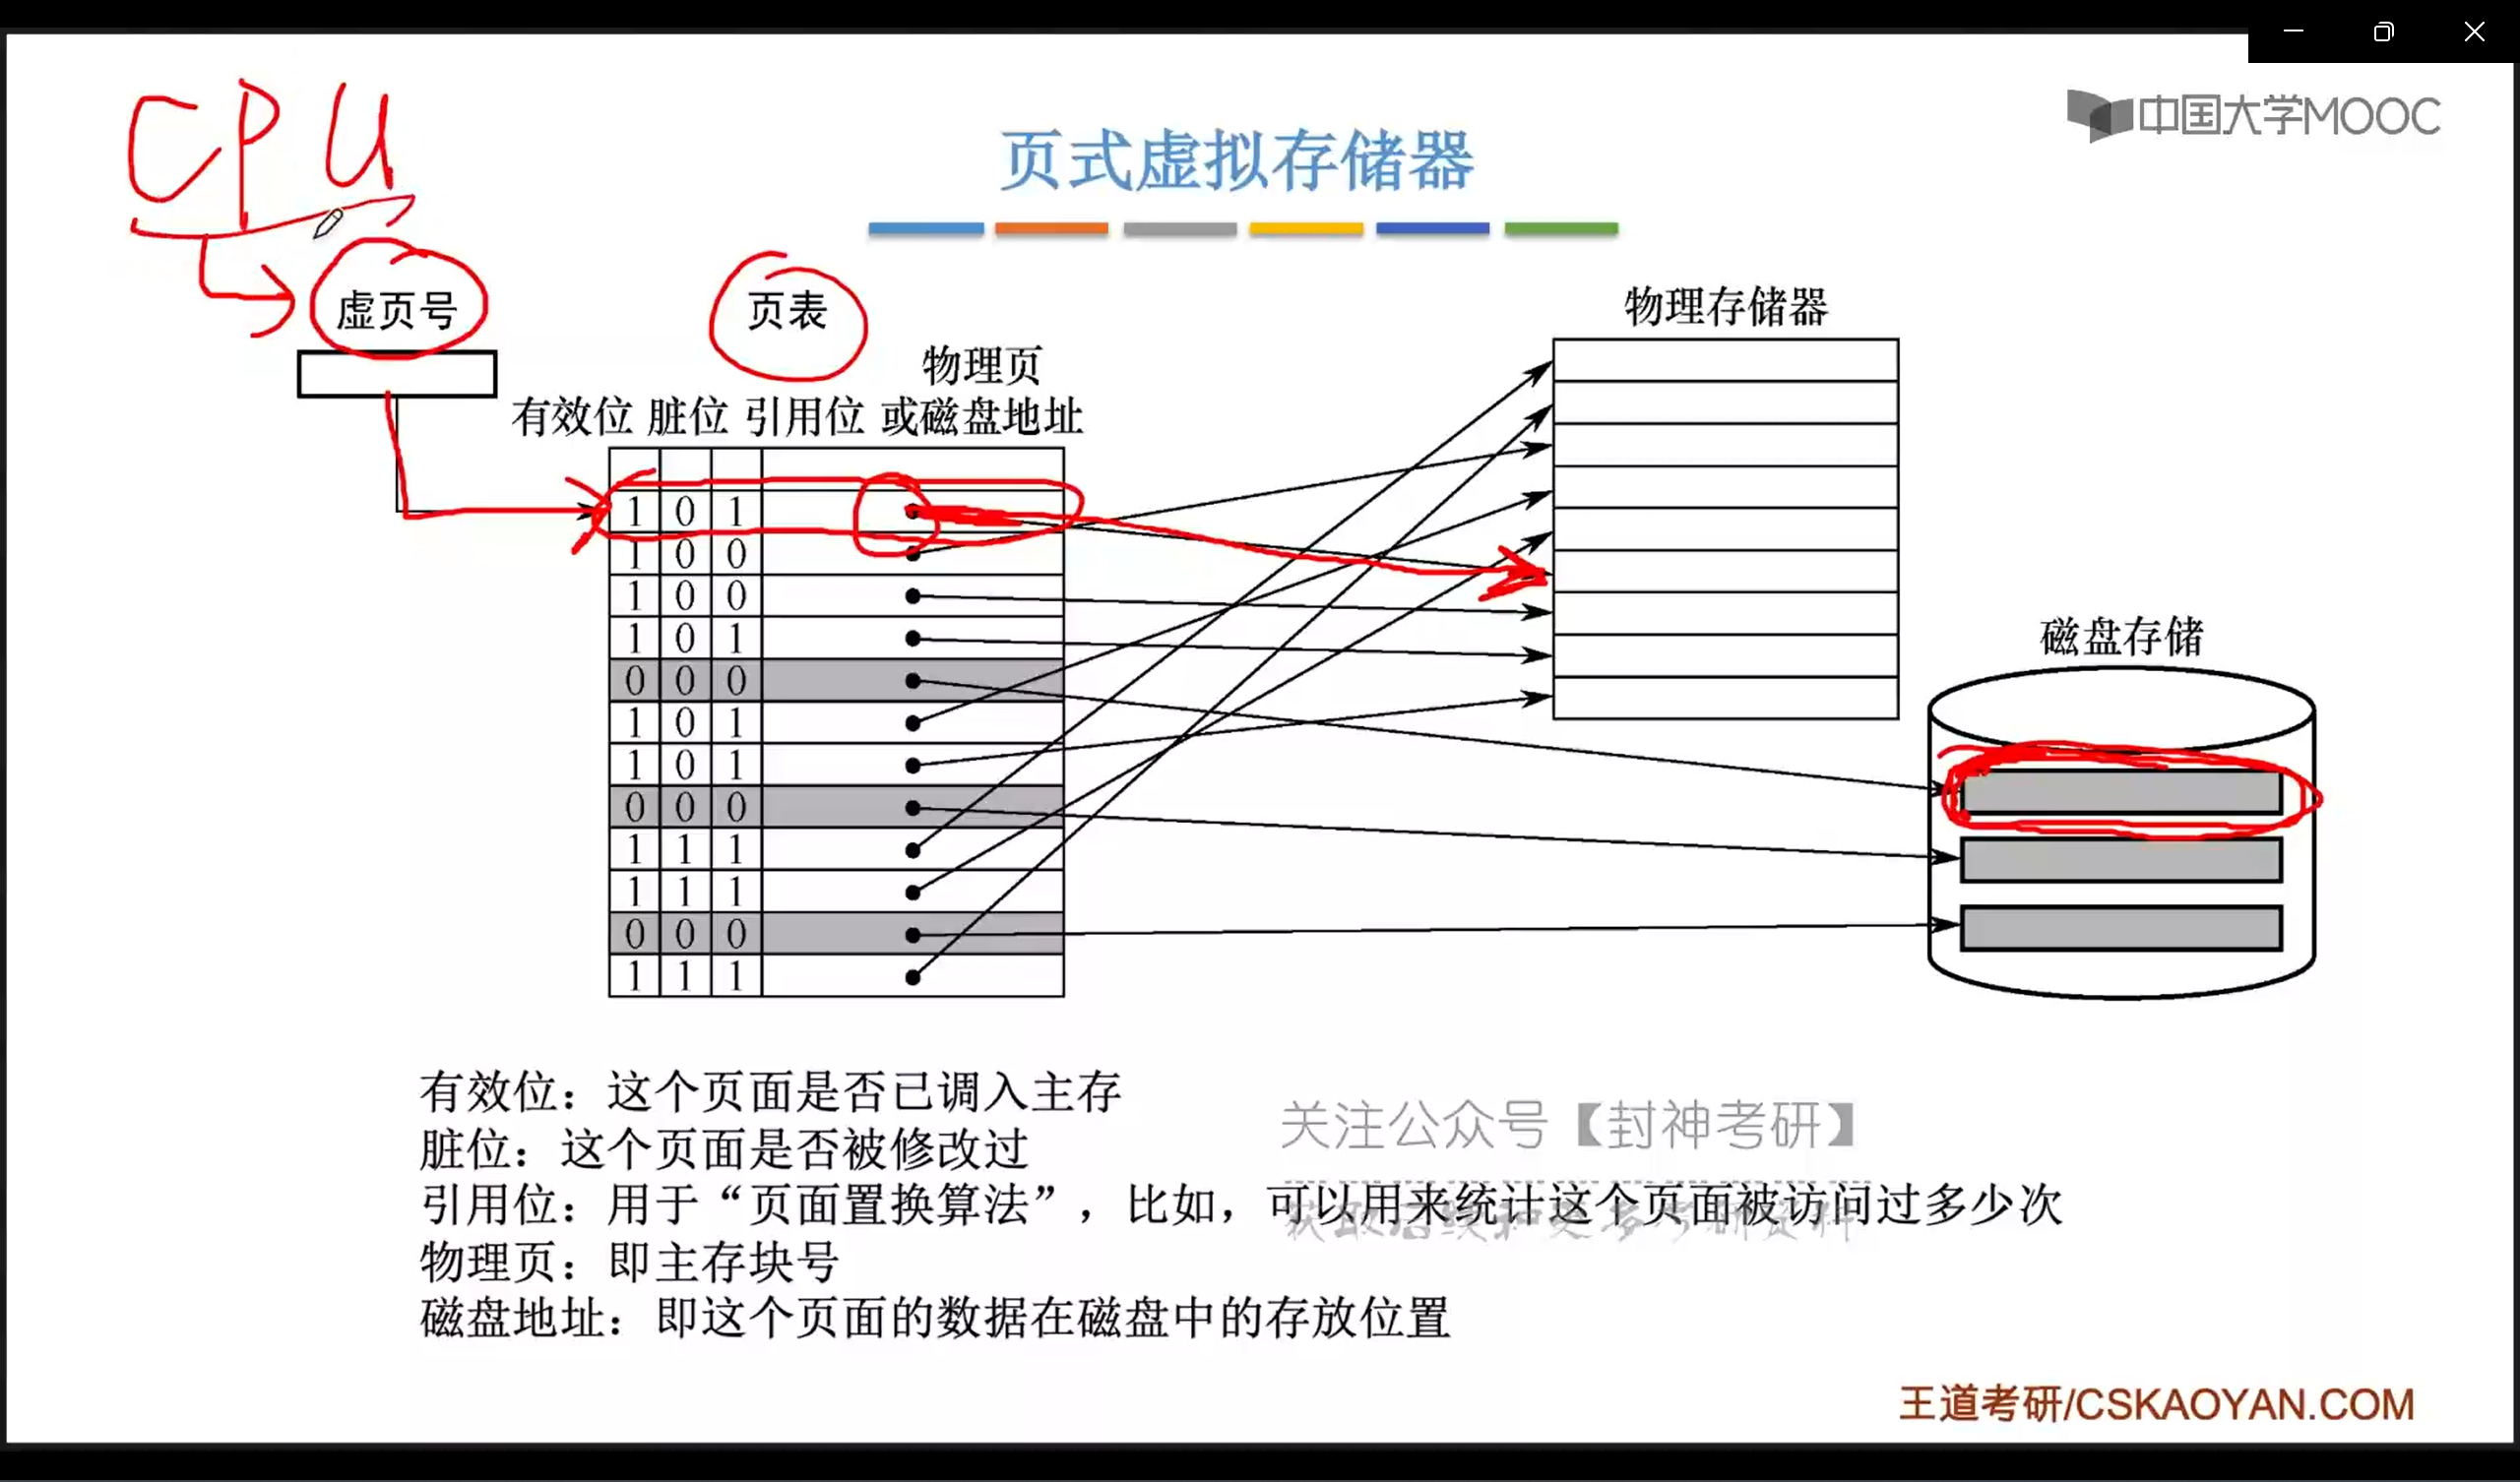 CPU
中国大学MOOC
页式虚拟存储器
虚页号
页表
物理存储器
物理页
有效位 脏位 引用位 或磁盘地址
1 0 1
1 0 0
1 0 0
1 0 1
0 0 0
1 0 1
1 0 1
0 0 0
1 1 1
1 1 1
0 0 0
1 1 1
磁盘存储
有效位：这个页面是否已调入主存
脏位：这个页面是否被修改过
引用位：用于“页面置换算法”，比如，可以用来统计这个页面被访问过多少次
物理页：即主存块号
磁盘地址：即这个页面的数据在磁盘中的存放位置
关注公众号【封神考研】
王道考研/CSKAOYAN.COM